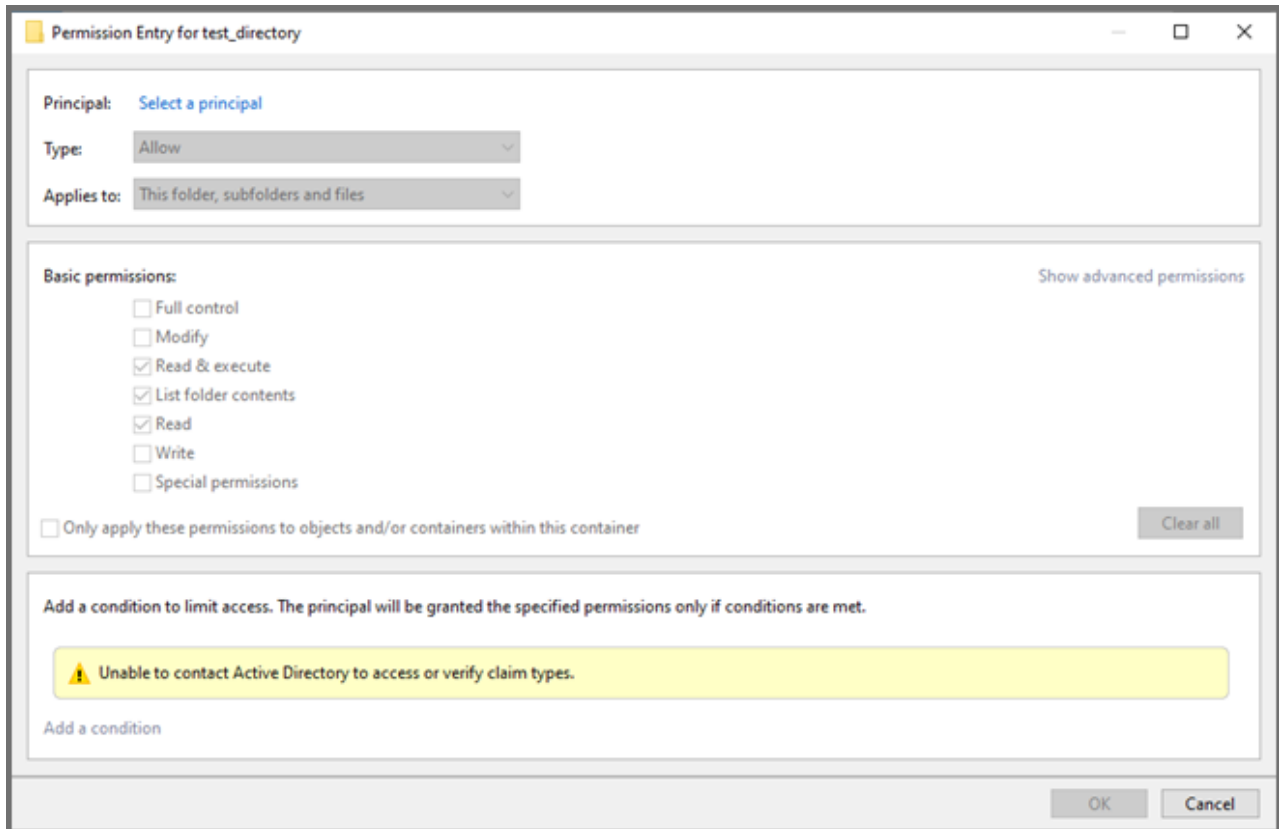 Permission Entry for test_directory
Principal: Select a principal
Type: Allow
Applies to: This folder, subfolders and files
Basic permissions: Show advanced permissions
Full control
Modify
Read & execute
List folder contents
Read
Write
Special permissions
Only apply these permissions to objects and/or containers within this container Clear all
Add a condition to limit access. The principal will be granted the specified permissions only if conditions are met.
Unable to contact Active Directory to access or verify claim types.
Add a condition
OK Cancel